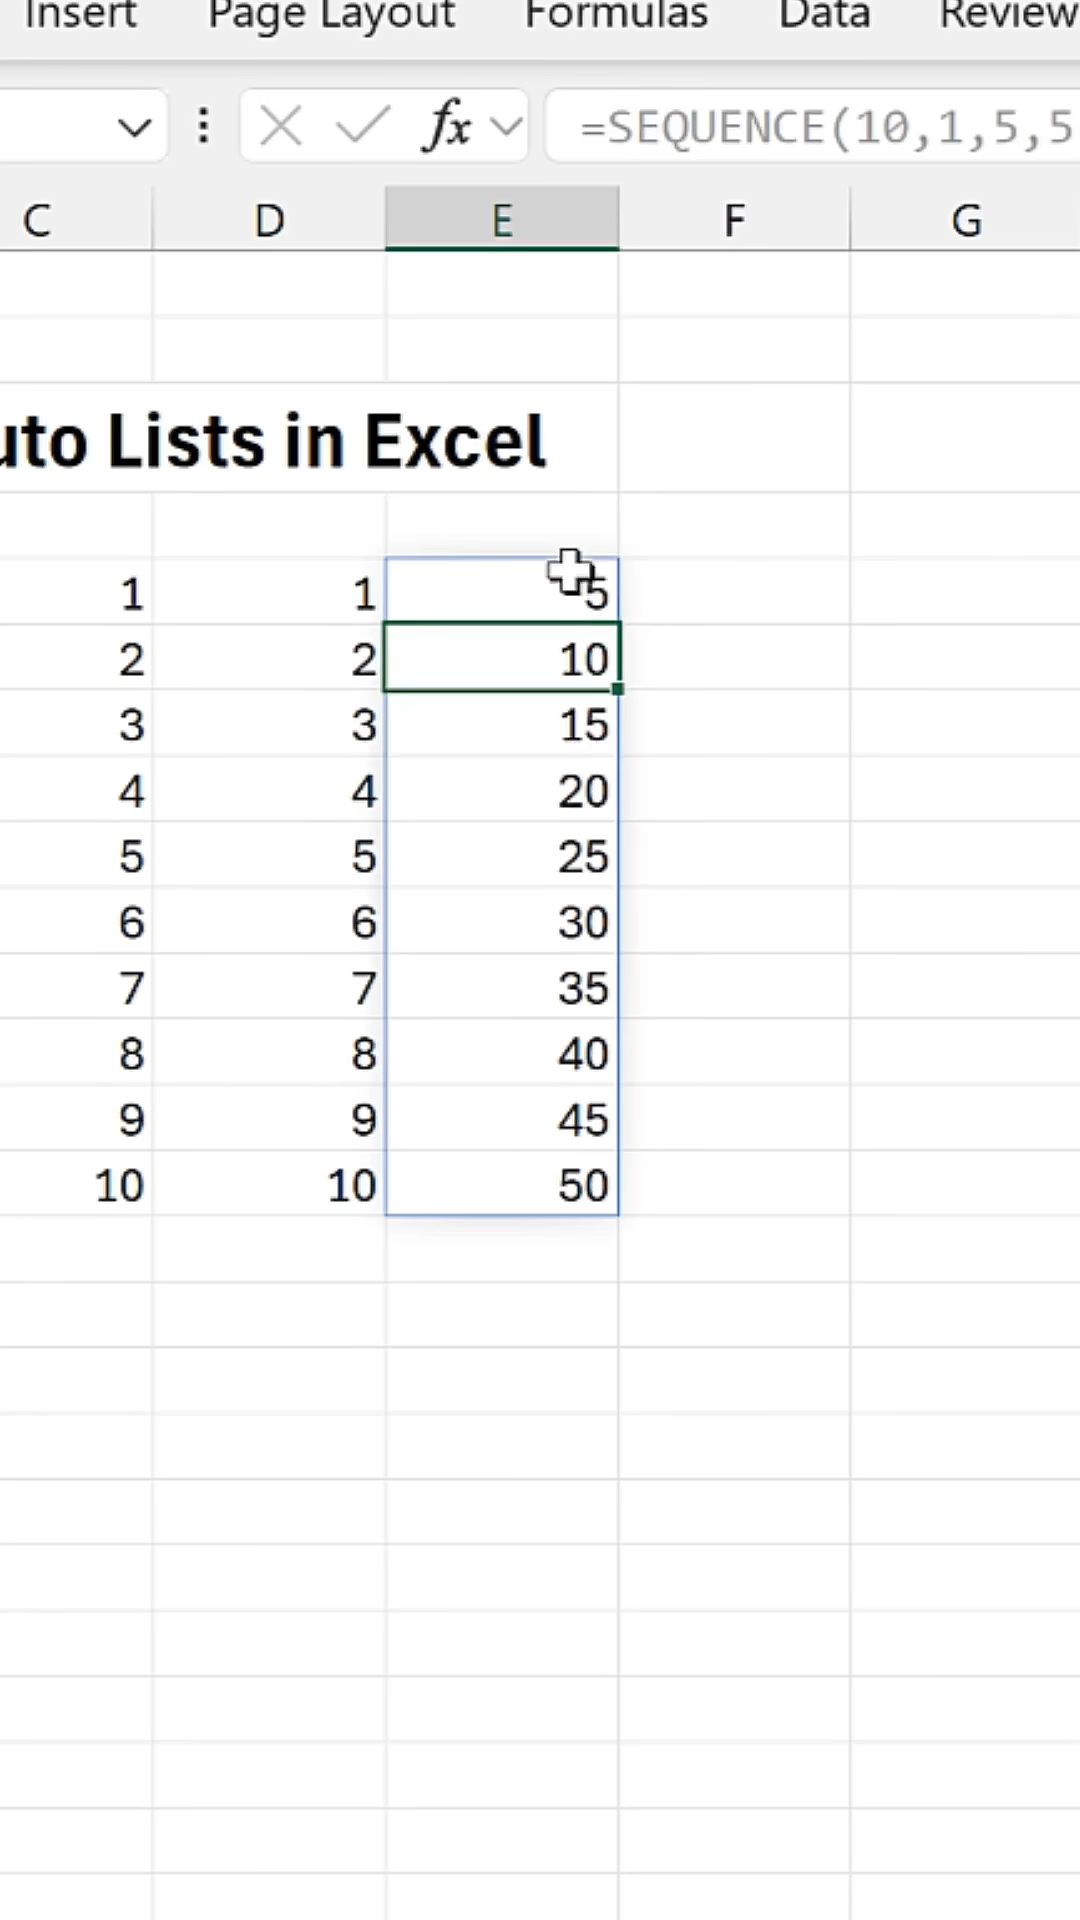 Insert Page Layout Formulas Data Review
fx =SEQUENCE(10,1,5,5
C D E F G
uto Lists in Excel
1 1 5
2 2 10
3 3 15
4 4 20
5 5 25
6 6 30
7 7 35
8 8 40
9 9 45
10 10 50